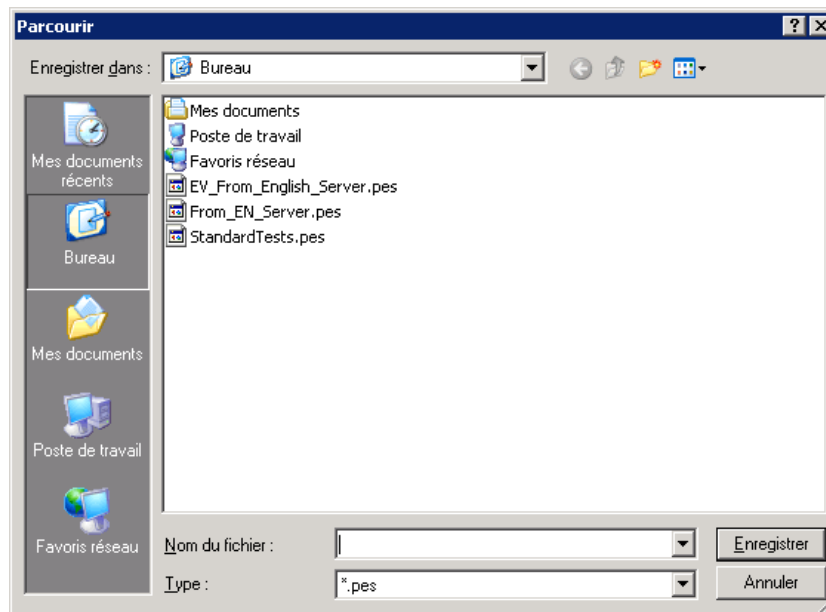 Parcourir
Enregistrer dans : Bureau
Mes documents récents
Bureau
Mes documents
Poste de travail
Favoris réseau
Mes documents
Poste de travail
Favoris réseau
EV_From_English_Server.pes
From_EN_Server.pes
StandardTests.pes
Nom du fichier : Enregistrer
Type : *.pes Annuler